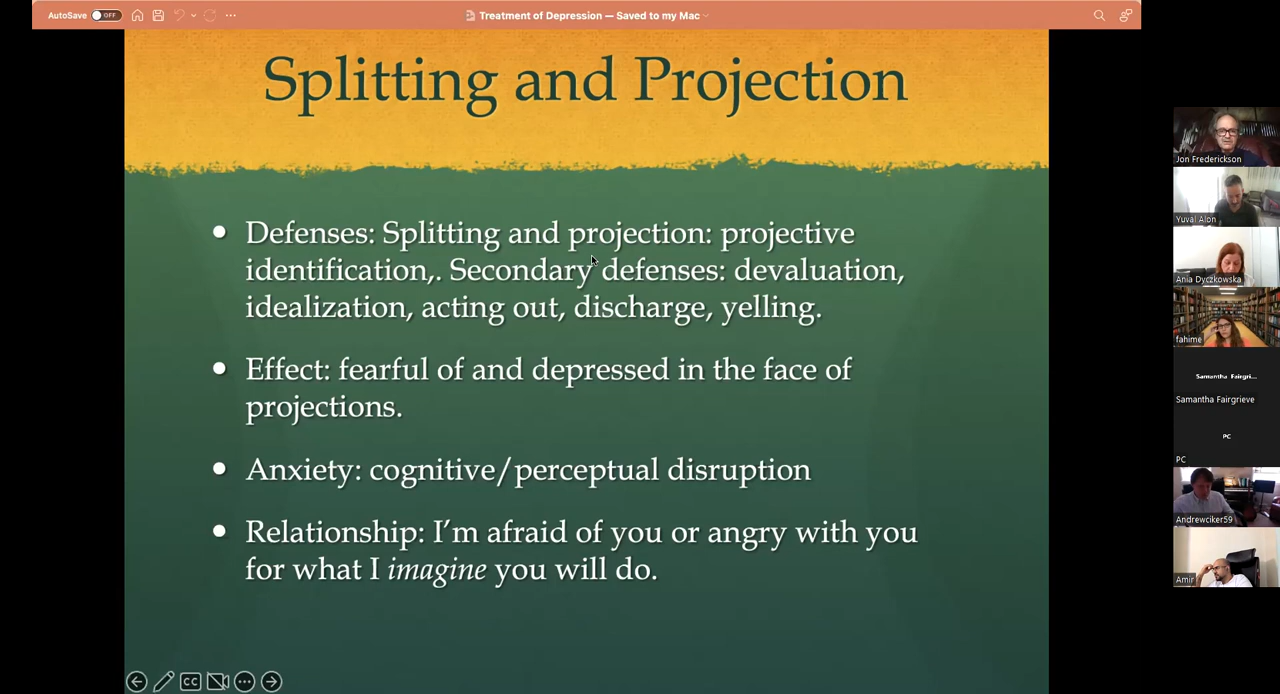 AutoSave OFF
Treatment of Depression — Saved to my Mac
Splitting and Projection
• Defenses: Splitting and projection: projective
identification,. Secondary defenses: devaluation,
idealization, acting out, discharge, yelling.
• Effect: fearful of and depressed in the face of
projections.
• Anxiety: cognitive/perceptual disruption
• Relationship: I'm afraid of you or angry with you
for what I imagine you will do.
CC
Jon Frederickson
Yuval Alon
Ania Dyczkowska
fahime
Samantha Fairgri...
Samantha Fairgrieve
PC
PC
Andrewciker59
Amir